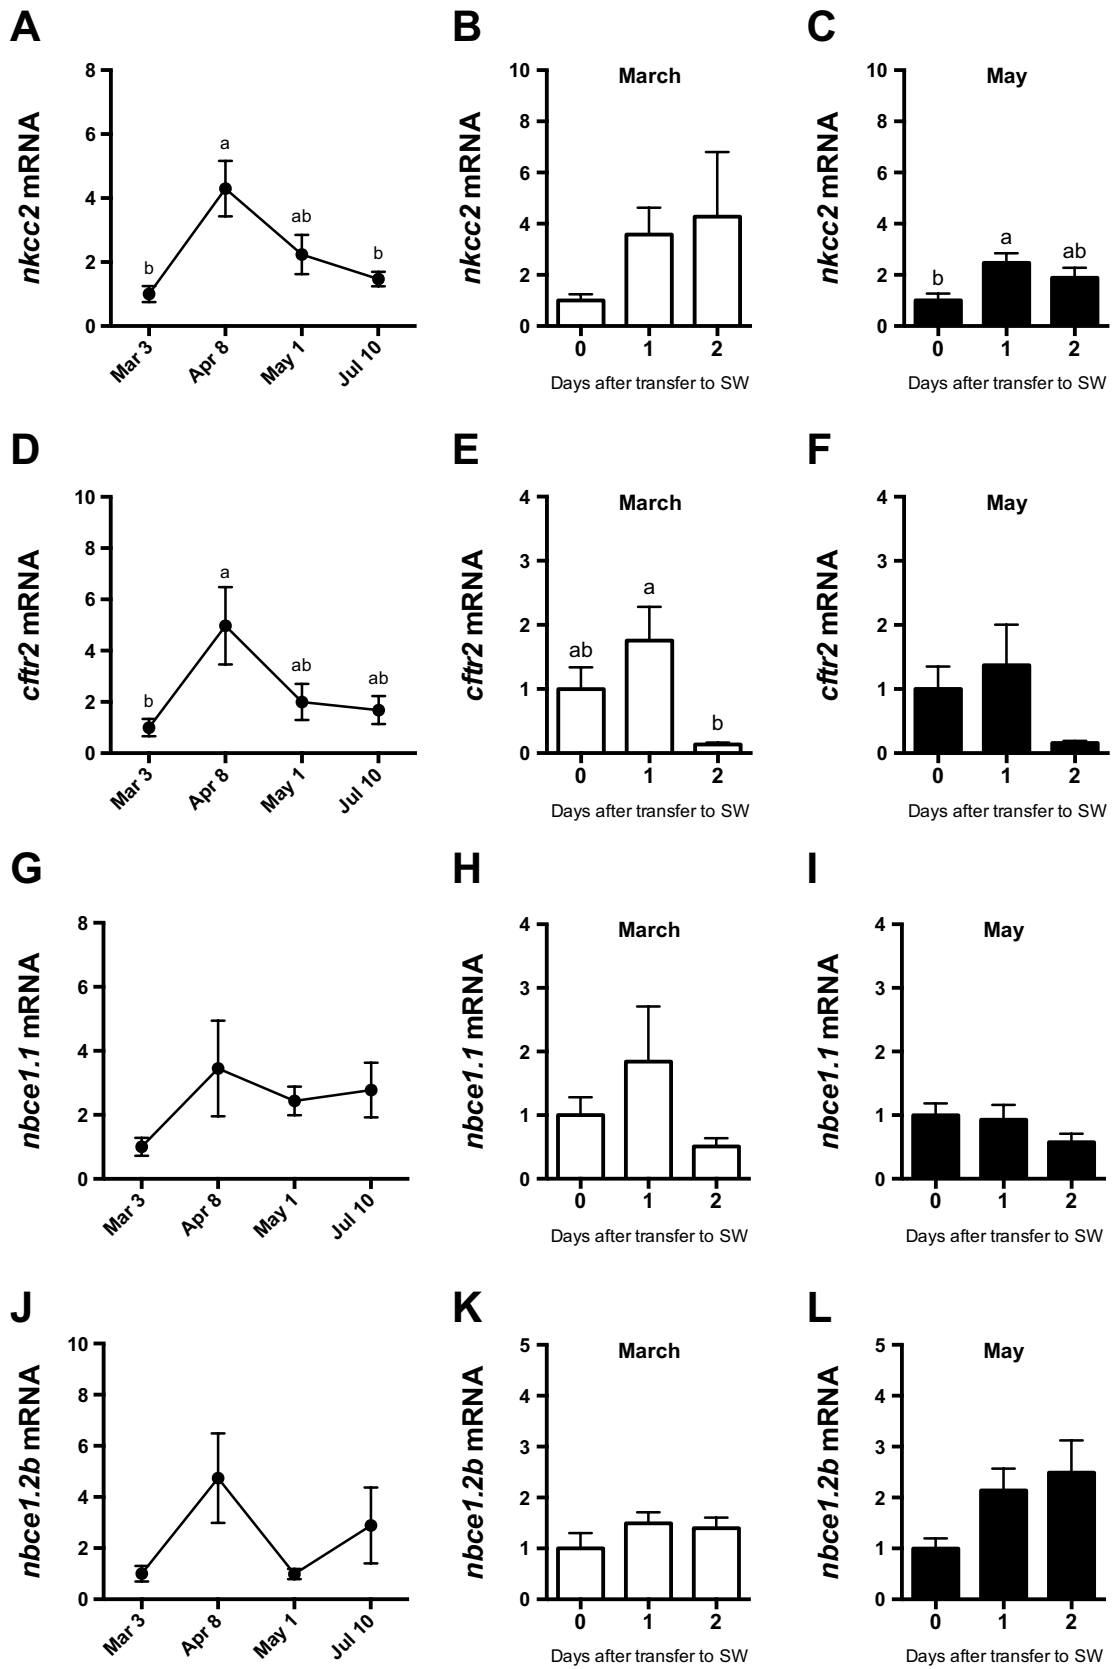 A
nkcc2 mRNA
8
6
4
2
0
b
a
ab
b
Mar 3
Apr 8
May 1
Jul 10
B
nkcc2 mRNA
March
10
8
6
4
2
0
0 1 2
Days after transfer to SW
C
nkcc2 mRNA
May
10
8
6
4
2
0
b
a
ab
0 1 2
Days after transfer to SW
D
cftr2 mRNA
10
8
6
4
2
0
b
a
ab
ab
Mar 3
Apr 8
May 1
Jul 10
E
cftr2 mRNA
March
4
3
2
1
0
ab
a
b
0 1 2
Days after transfer to SW
F
cftr2 mRNA
May
4
3
2
1
0
0 1 2
Days after transfer to SW
G
nbce1.1 mRNA
8
6
4
2
0
Mar 3
Apr 8
May 1
Jul 10
H
nbce1.1 mRNA
March
4
3
2
1
0
0 1 2
Days after transfer to SW
I
nbce1.1 mRNA
May
4
3
2
1
0
0 1 2
Days after transfer to SW
J
nbce1.2b mRNA
10
8
6
4
2
0
Mar 3
Apr 8
May 1
Jul 10
K
nbce1.2b mRNA
March
5
4
3
2
1
0
0 1 2
Days after transfer to SW
L
nbce1.2b mRNA
May
5
4
3
2
1
0
0 1 2
Days after transfer to SW